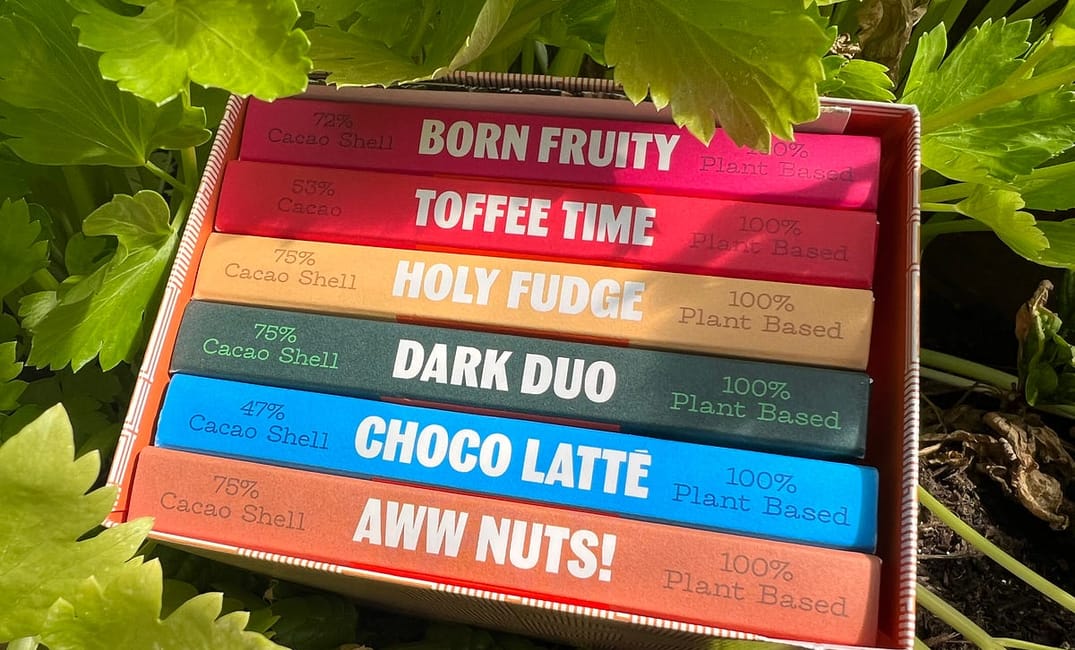 72%
Cacao Shell
BORN FRUITY
100%
Plant Based
53%
Cacao
TOFFEE TIME
100%
Plant Based
75%
Cacao Shell
HOLY FUDGE
100%
Plant Based
75%
Cacao Shell
DARK DUO
100%
Plant Based
47%
Cacao Shell
CHOCO LATTĒ
100%
Plant Based
75%
Cacao Shell
AWW NUTS!
100%
Plant Based